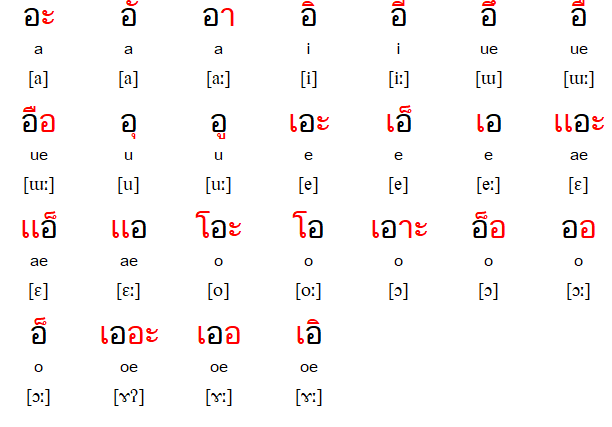 อะ อั อา อิ อี อึ อื
a a a i i ue ue
[a] [a] [aː] [i] [iː] [ɯ] [ɯː]
อือ อุ อู เอะ เอ็ เอ แอะ
ue u u e e e ae
[ɯː] [u] [uː] [e] [e] [eː] [ɛ]
แอ็ แอ โอะ โอ เอาะ อ็อ ออ
ae ae o o o o o
[ɛ] [ɛː] [o] [oː] [ɔ] [ɔ] [ɔː]
อ็ เออะ เออ เอิ
o oe oe oe
[ɔː] [ɤʔ] [ɤː] [ɤː]